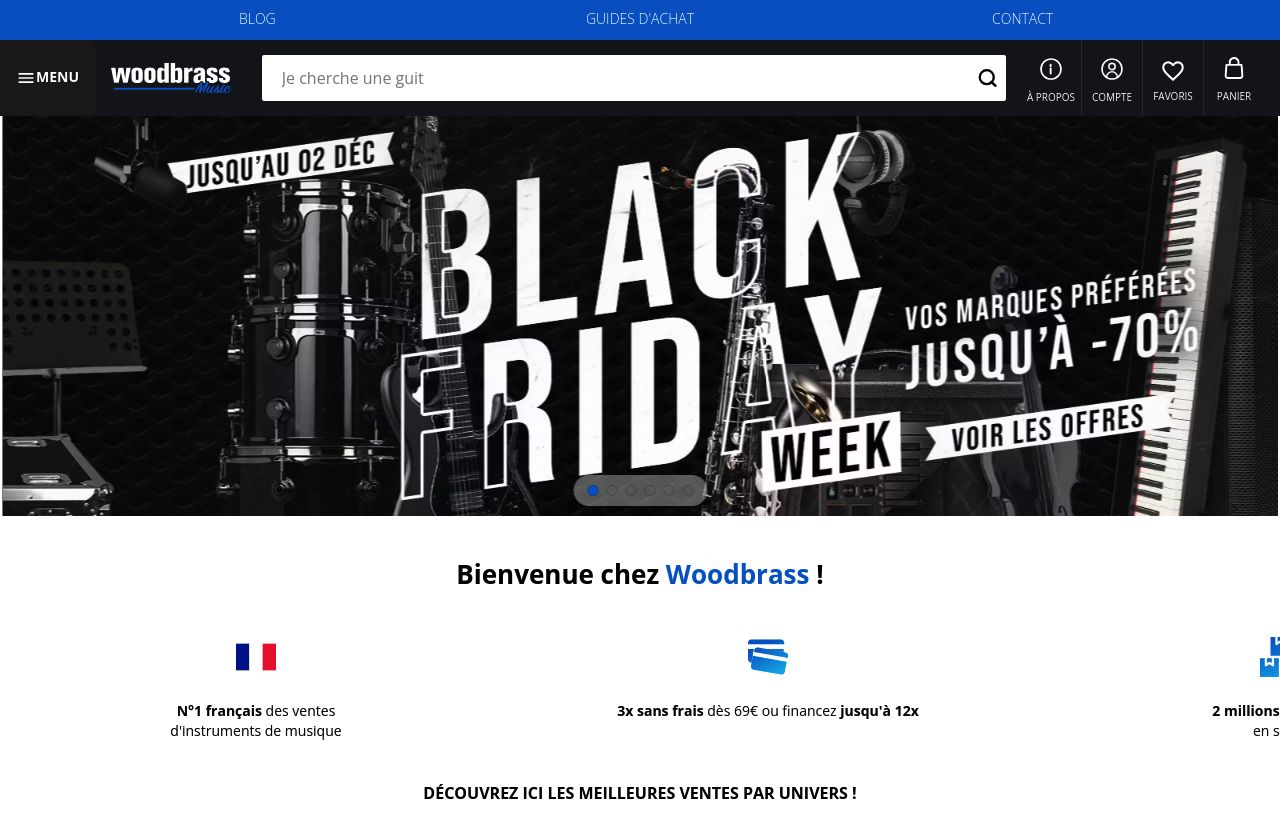 BLOG
GUIDES D'ACHAT
CONTACT
MENU
woodbrass
Music
Je cherche une guit
À PROPOS
COMPTE
FAVORIS
PANIER
JUSQU'AU 02 DÉC
BLACK
FRIDAY
WEEK
VOS MARQUES PRÉFÉRÉES
JUSQU'À -70%
VOIR LES OFFRES
Bienvenue chez Woodbrass !
N°1 français des ventes
d'instruments de musique
3x sans frais dès 69€ ou financez jusqu'à 12x
2 millions
en s
DÉCOUVREZ ICI LES MEILLEURES VENTES PAR UNIVERS !